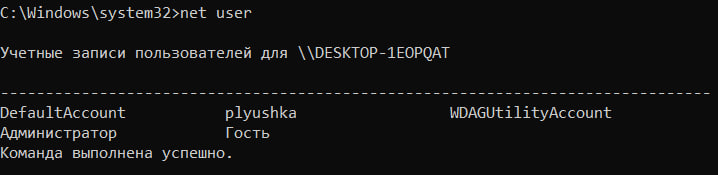 C:\Windows\system32>net user
Учетные записи пользователей для \\DESKTOP-1EOPQAT
-------------------------------------------------------------------------------
DefaultAccount plyushka WDAGUtilityAccount
Администратор Гость
Команда выполнена успешно.